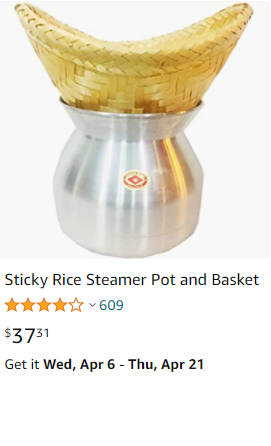 Sticky Rice Steamer Pot and Basket
609
$37.31
Get it Wed, Apr 6 - Thu, Apr 21